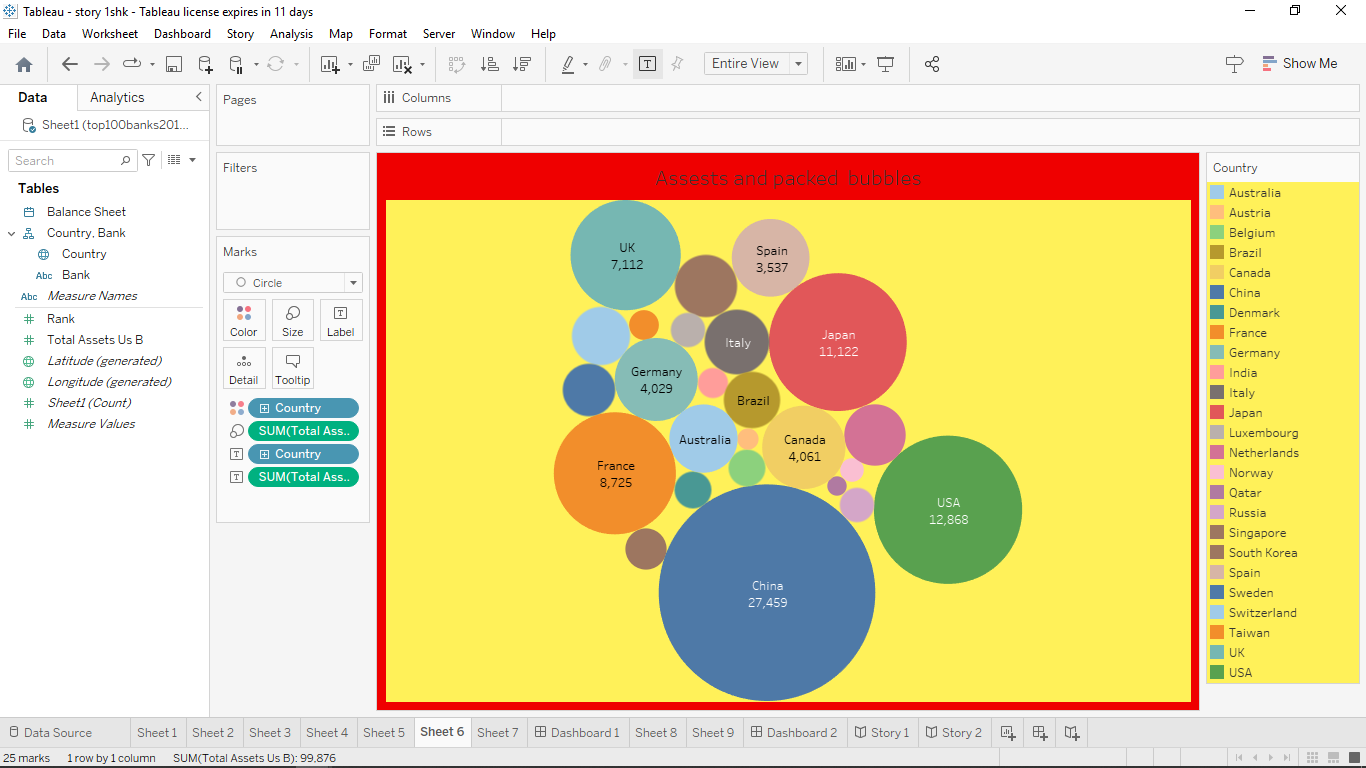 Tableau - story 1shk - Tableau license expires in 11 days
File Data Worksheet Dashboard Story Analysis Map Format Server Window Help
Entire View
Show Me
Data Analytics
Sheet1 (top100banks201...
Search
Tables
Balance Sheet
Country, Bank
Country
Abc Bank
Abc Measure Names
Rank
Total Assets Us B
Latitude (generated)
Longitude (generated)
Sheet1 (Count)
Measure Values
Pages
Filters
Marks
Circle
Color Size Label
Detail Tooltip
Country
SUM(Total Ass..
Country
SUM(Total Ass..
Columns
Rows
Assests and packed bubbles
UK
7,112
Spain
3,537
Japan
11,122
Italy
Germany
4,029
Brazil
Australia
Canada
4,061
France
8,725
USA
12,868
China
27,459
Country
Australia
Austria
Belgium
Brazil
Canada
China
Denmark
France
Germany
India
Italy
Japan
Luxembourg
Netherlands
Norway
Qatar
Russia
Singapore
South Korea
Spain
Sweden
Switzerland
Taiwan
UK
USA
Data Source Sheet 1 Sheet 2 Sheet 3 Sheet 4 Sheet 5 Sheet 6 Sheet 7 Dashboard 1 Sheet 8 Sheet 9 Dashboard 2 Story 1 Story 2
25 marks 1 row by 1 column SUM(Total Assets Us B): 99,876